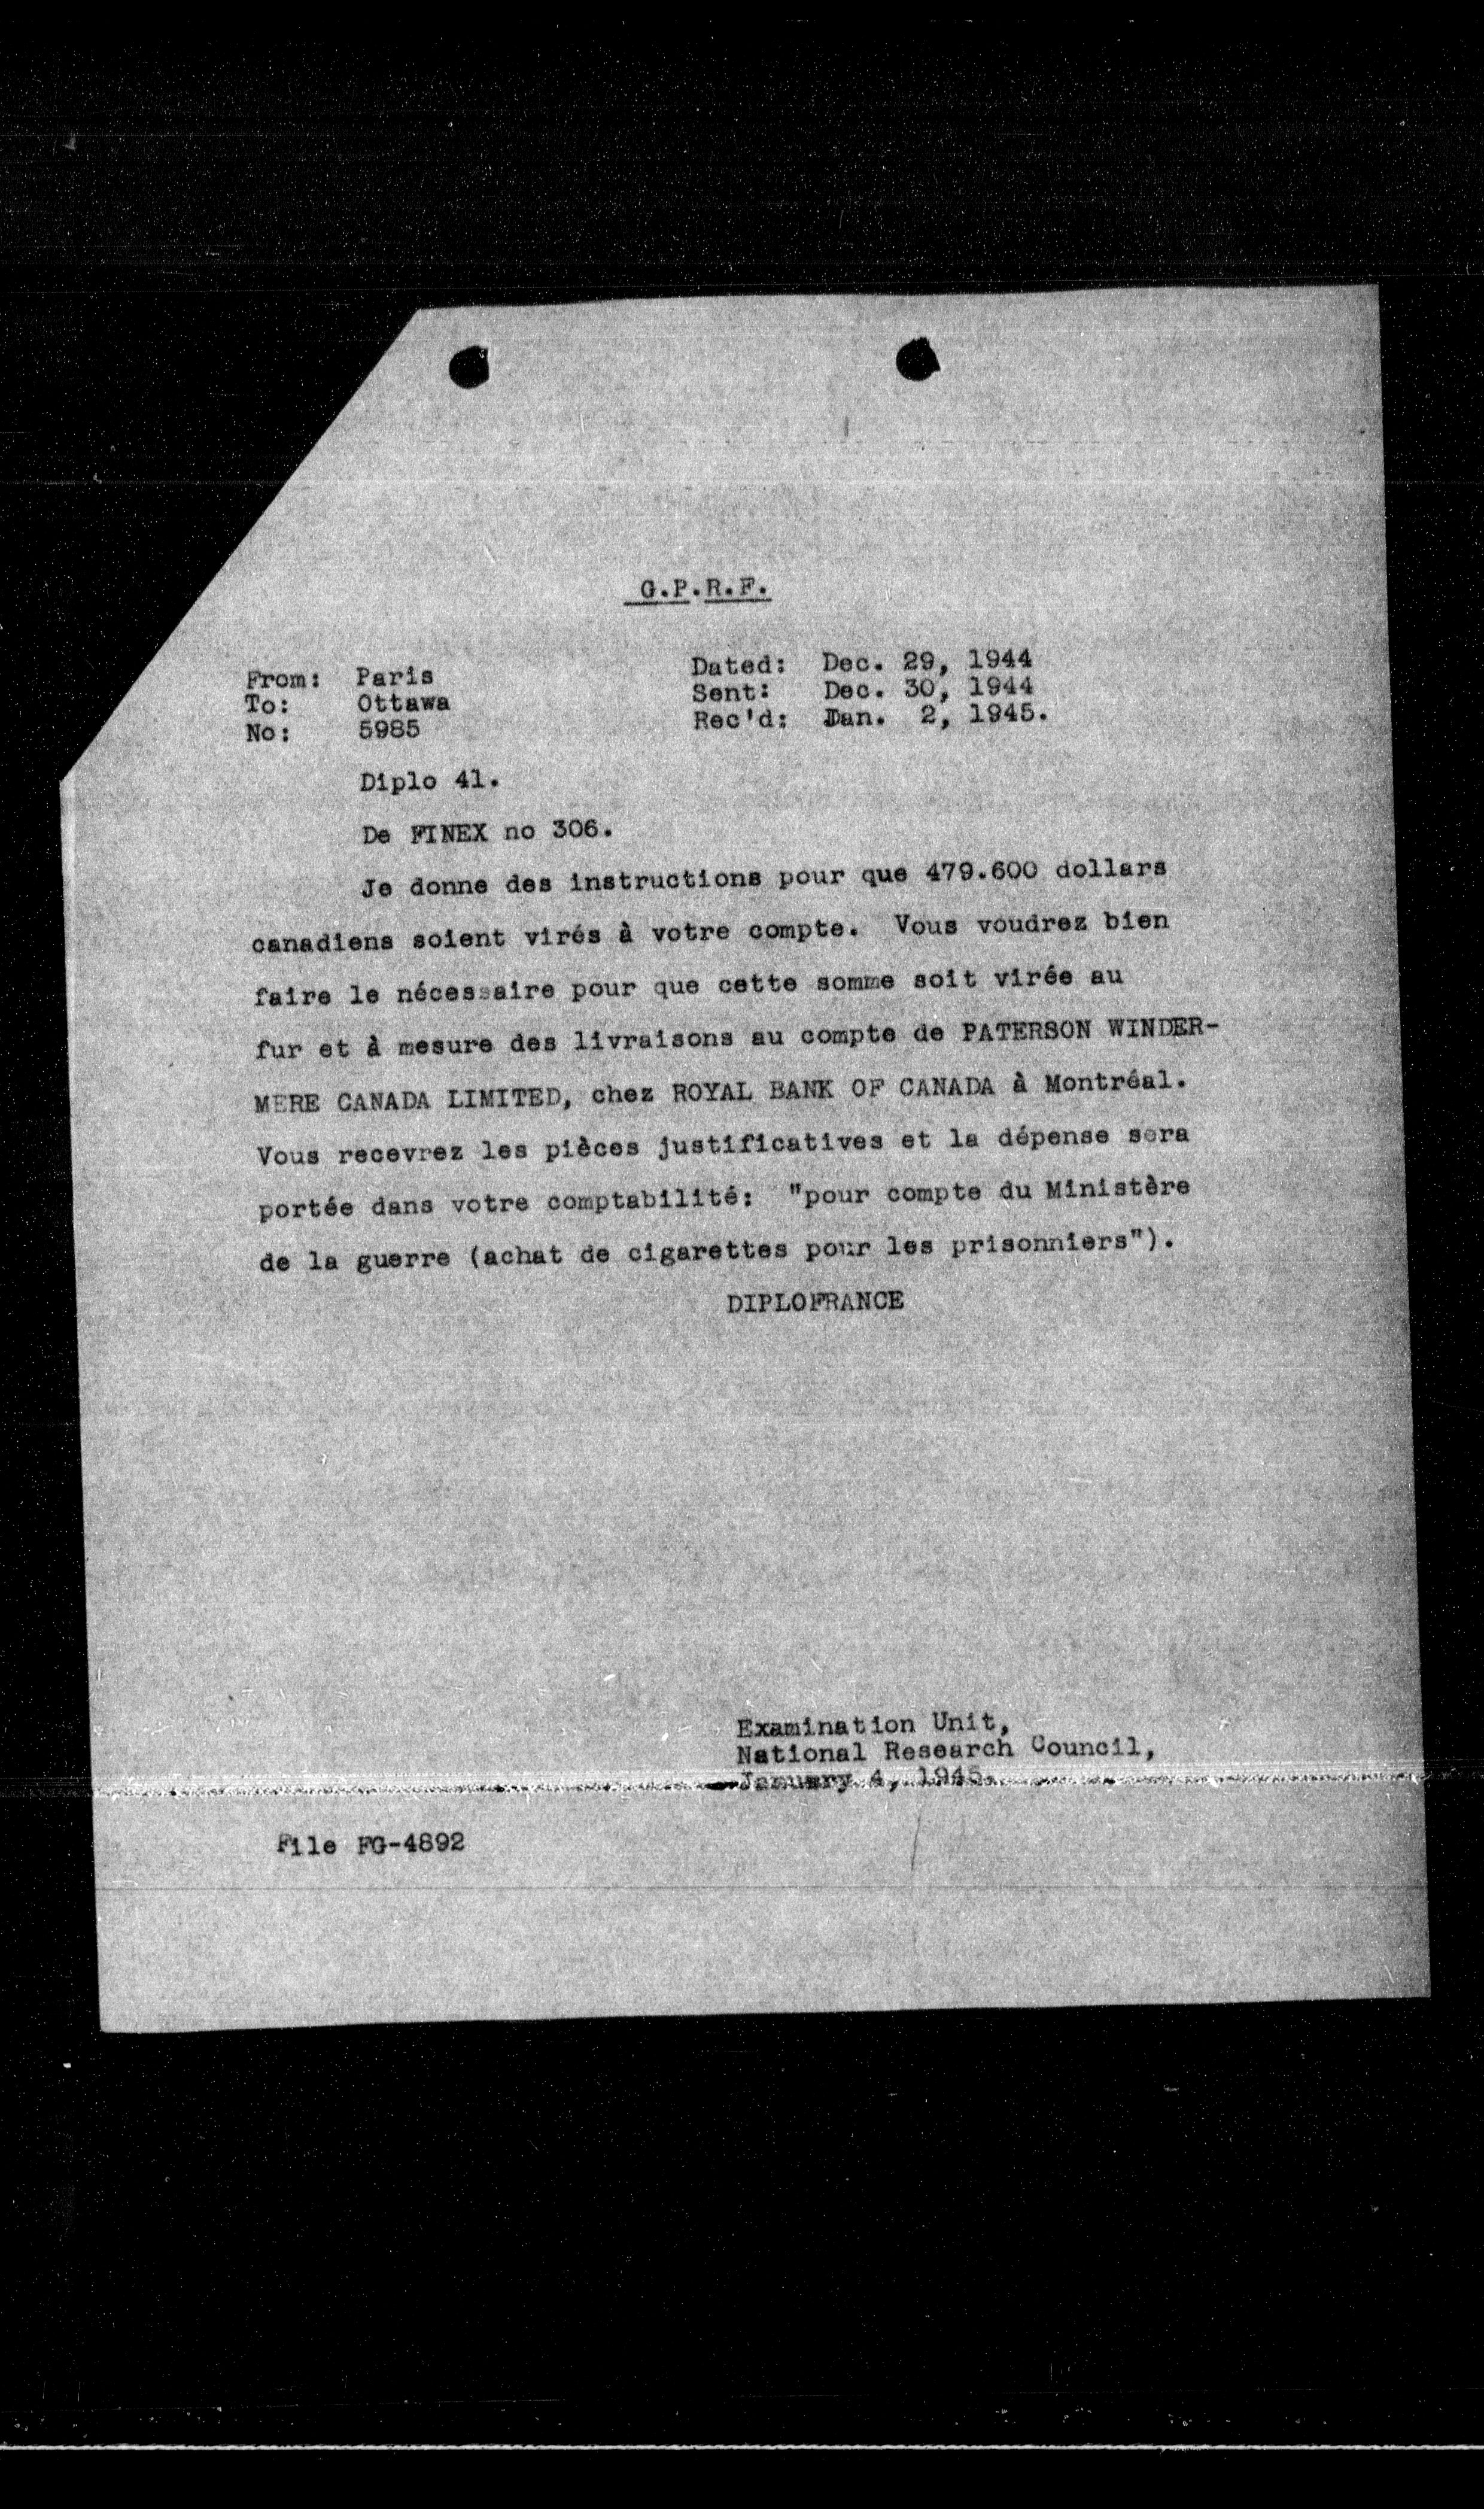 G.P.R.F.
From: Paris
To: Ottawa
No: 5985
Dated: Dec. 29, 1944
Sent: Dec. 30, 1944
Rec'd: Jan. 2, 1945.
Diplo 41.
De FINEX no 306.
Je donne des instructions pour que 479.600 dollars
canadiens soient virés à votre compte. Vous voudrez bien
faire le nécessaire pour que cette somme soit virée au
fur et à mesure des livraisons au compte de PATERSON WINDER-
MERE CANADA LIMITED, chez ROYAL BANK OF CANADA à Montréal.
Vous recevrez les pièces justificatives et la dépense sera
portée dans votre comptabilité: "pour compte du Ministère
de la guerre (achat de cigarettes pour les prisonniers").
DIPLOFRANCE
Examination Unit,
National Research Council,
January 4, 1945.
File FG-4892